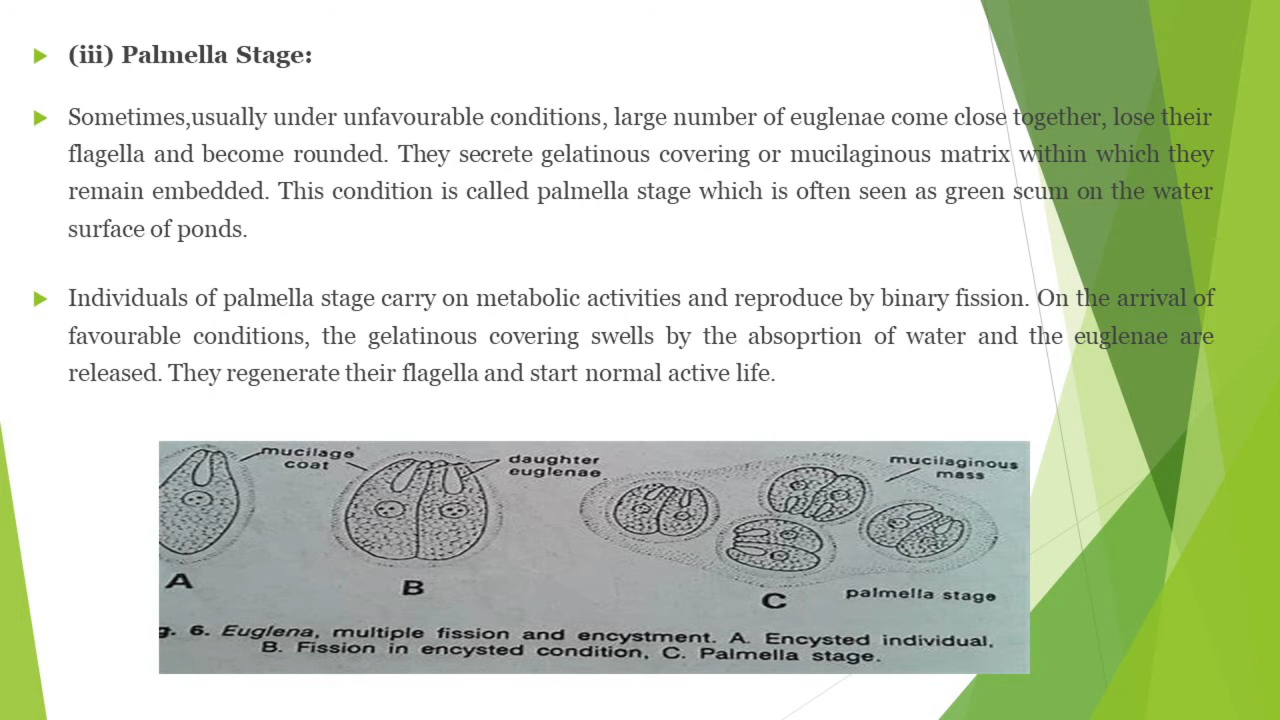 (iii) Palmella Stage:
Sometimes,usually under unfavourable conditions, large number of euglenae come close together, lose their
flagella and become rounded. They secrete gelatinous covering or mucilaginous matrix within which they
remain embedded. This condition is called palmella stage which is often seen as green scum on the water
surface of ponds.
Individuals of palmella stage carry on metabolic activities and reproduce by binary fission. On the arrival of
favourable conditions, the gelatinous covering swells by the absoprtion of water and the euglenae are
released. They regenerate their flagella and start normal active life.
mucilage
coat
daughter
euglenae
mucilaginous
mass
A
B
C
palmella stage
g. 6. Euglena, multiple fission and encystment. A. Encysted individual,
B. Fission in encysted condition, C. Palmella stage.